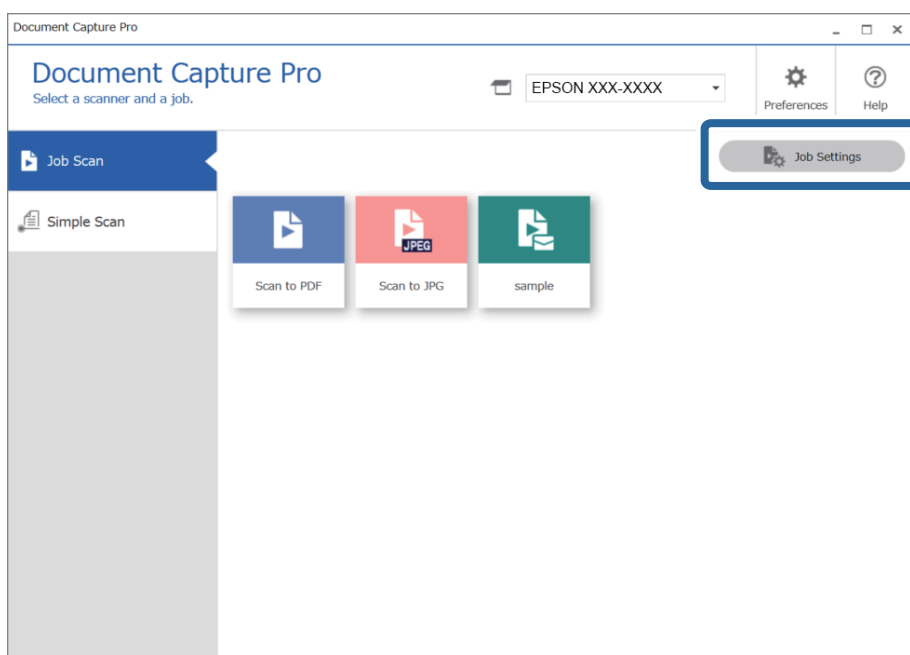 Document Capture Pro
Document Capture Pro
Select a scanner and a job.
EPSON XXX-XXXX
Preferences
Help
Job Scan
Job Settings
Simple Scan
JPEG
Scan to PDF
Scan to JPG
sample